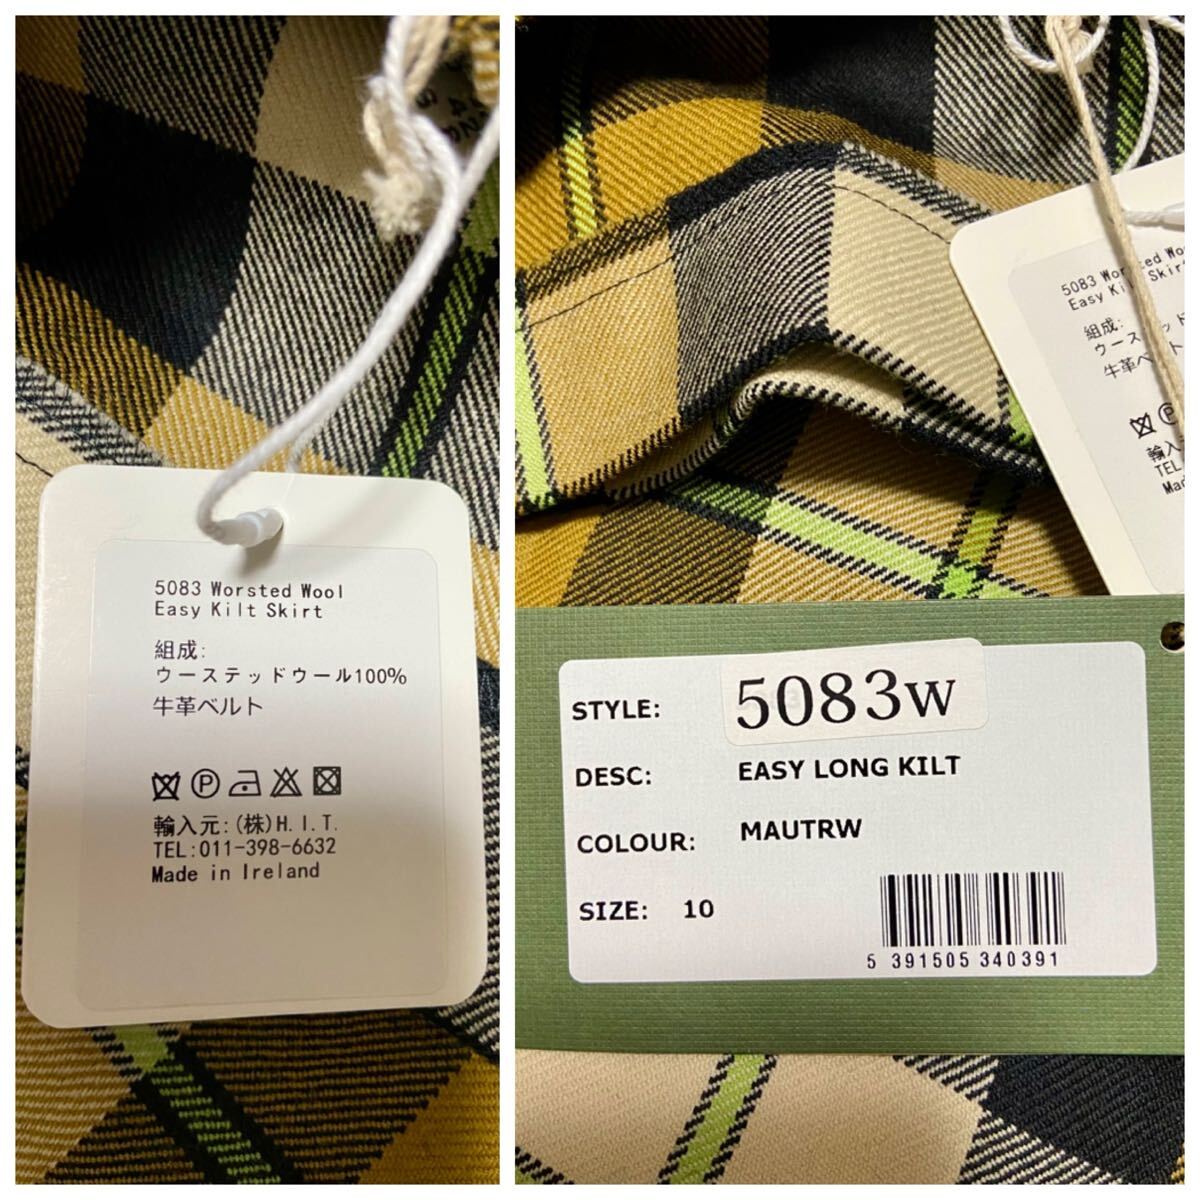 5083 Worsted Wool
Easy Kilt Skirt
組成:
ウーステッドウール100%
牛革ベルト
輸入元:(株)H.I.T.
TEL:011-398-6632
Made in Ireland
5083 Worsted Wo
Easy Kilt Skirt
組成:
ウーステッド
牛革ベルト
輸入
TEL
Mad
STYLE: 5083W
DESC: EASY LONG KILT
COLOUR: MAUTRW
SIZE: 10
5 391505 340391